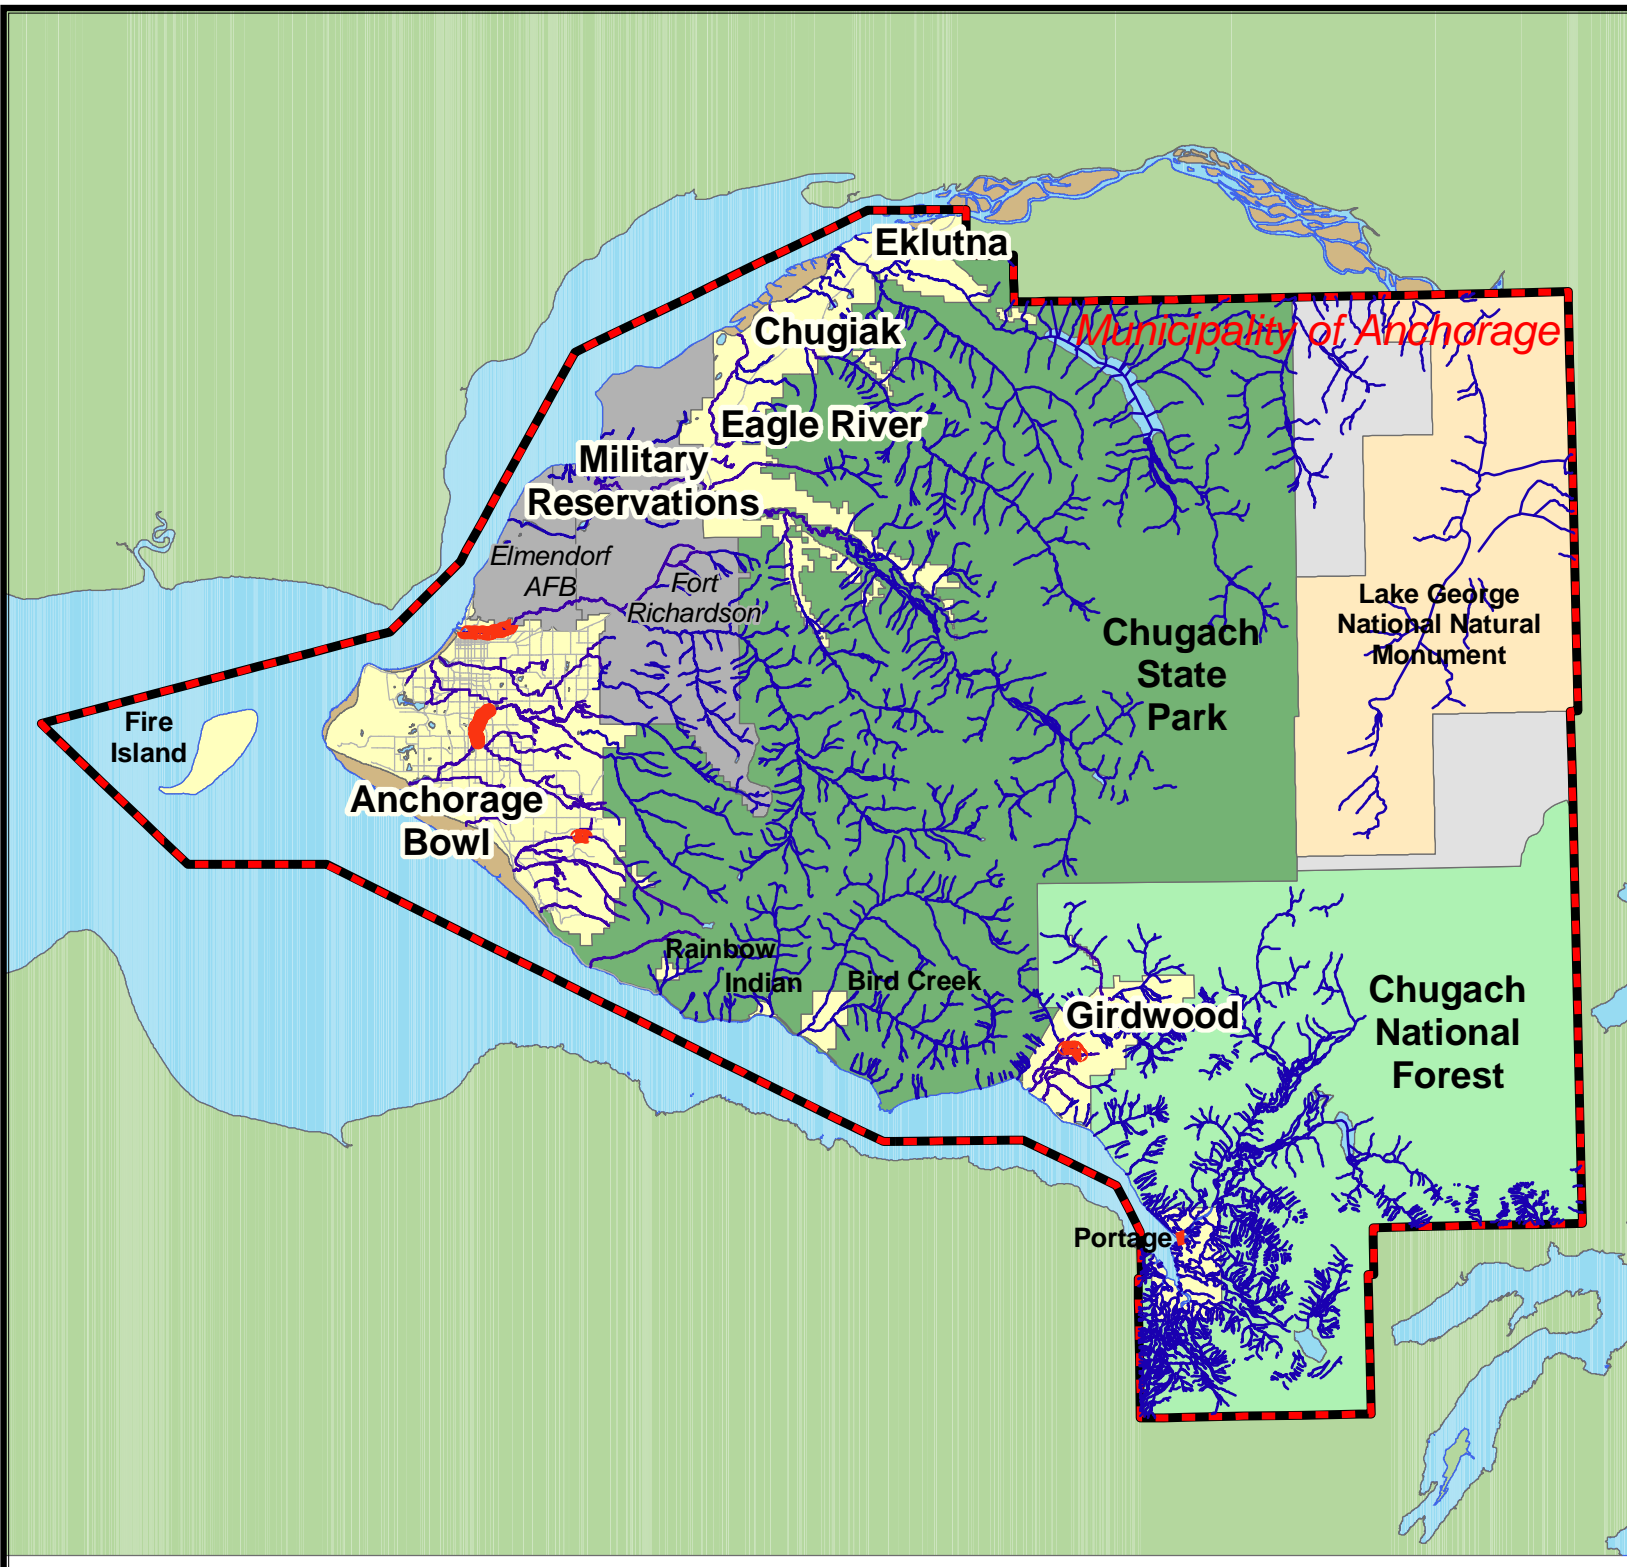 Eklutna
Municipality of Anchorage
Chugiak
Eagle River
Military
Reservations
Elmendorf
AFB
Fort
Richardson
Lake George
National Natural
Monument
Chugach
State
Park
Fire
Island
Anchorage
Bowl
Rainbow
Indian
Bird Creek
Girdwood
Chugach
National
Forest
Portage